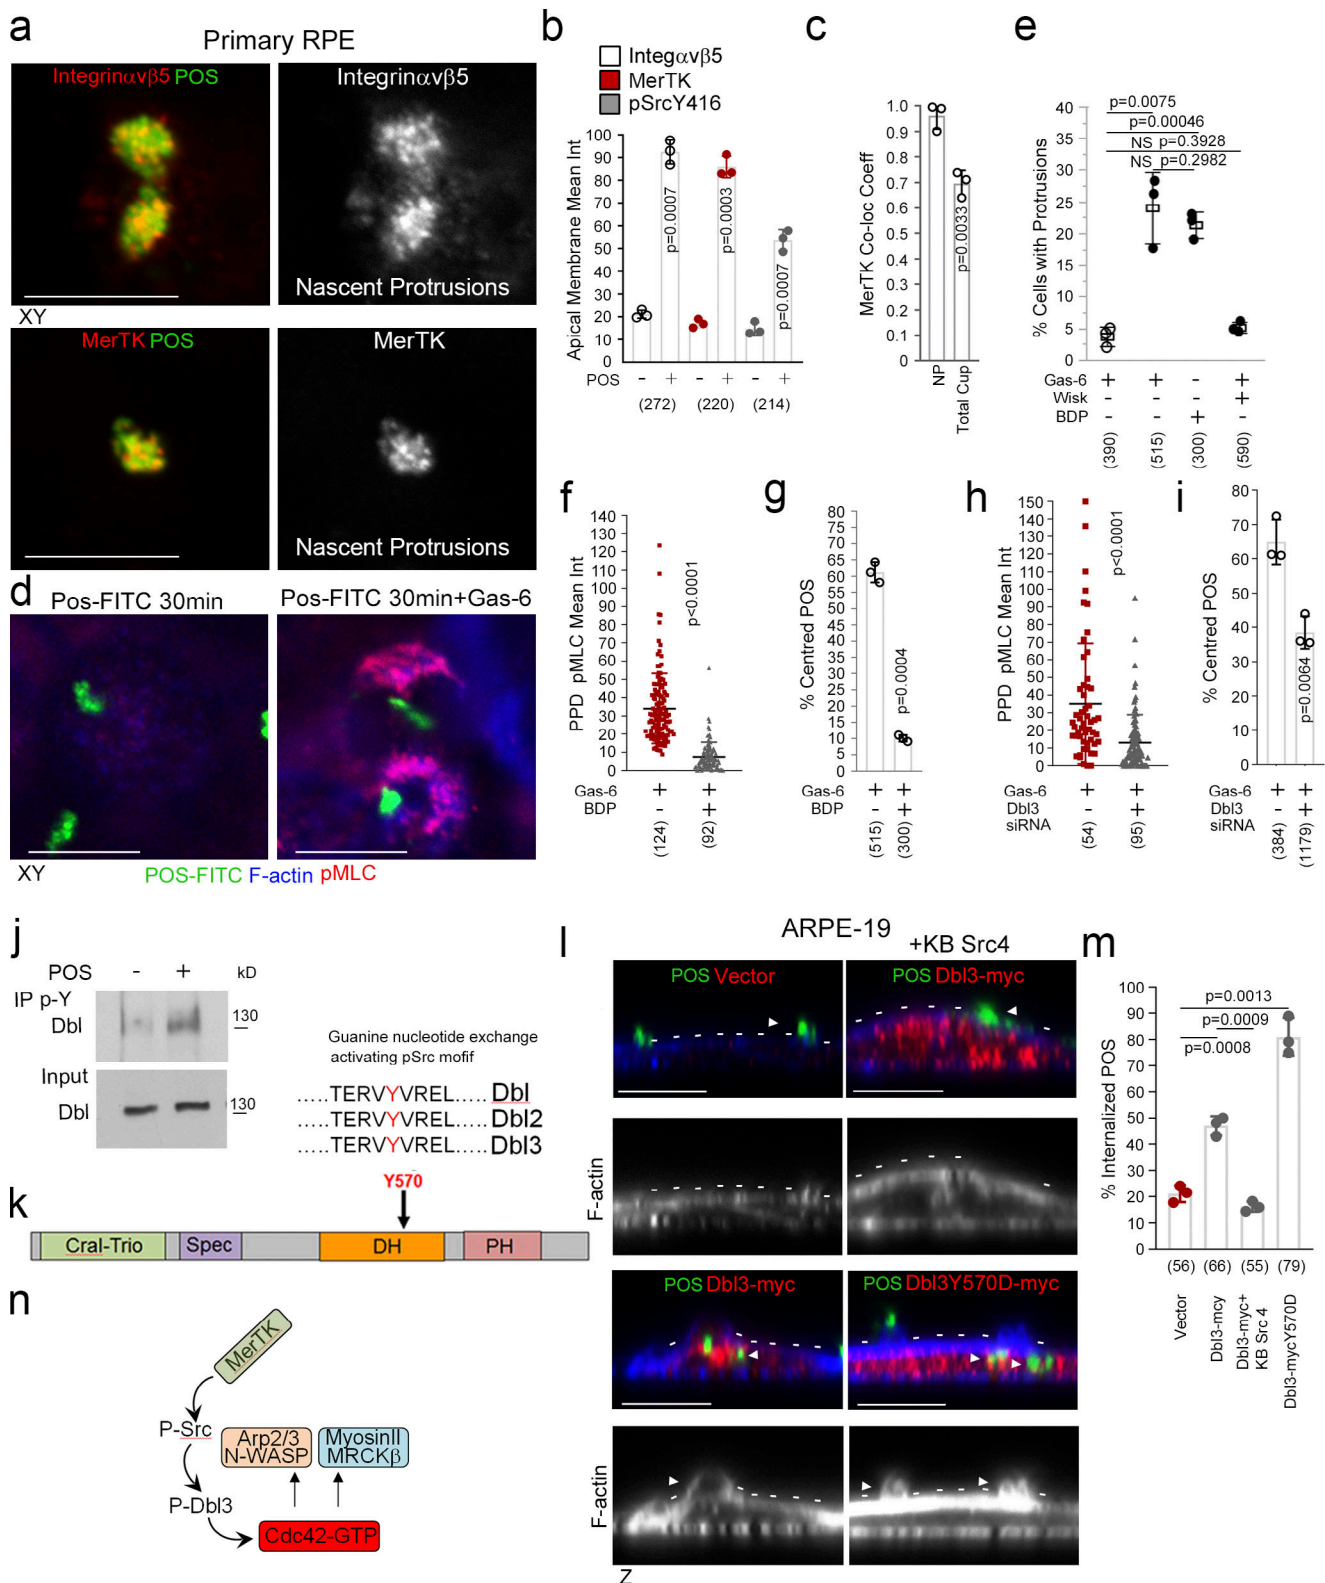 a
Primary RPE
Integrinαvβ5 POS
Integrinαvβ5
Nascent Protrusions
XY
MerTK POS
MerTK
Nascent Protrusions
b
Integαvβ5
MerTK
pSrcY416
Apical Membrane Mean Int
100
90
80
70
60
50
40
30
20
10
0
p=0.0007
p=0.0003
p=0.0007
POS - + - + - +
(272) (220) (214)
c
MerTK Co-loc Coeff
1.0
0.9
0.8
0.7
0.6
0.5
0.4
0.3
0.2
0.1
0
p=0.0033
NP
Total Cup
e
% Cells with Protrusions
40
35
30
25
20
15
10
5
0
p=0.0075
p=0.00046
NS p=0.3928
NS p=0.2982
Gas-6 + + - +
Wisk - - - +
BDP - - + -
(390) (515) (300) (590)
d
Pos-FITC 30min
Pos-FITC 30min+Gas-6
XY
POS-FITC F-actin pMLC
f
PPD pMLC Mean Int
140
130
120
110
100
90
80
70
60
50
40
30
20
10
0
p<0.0001
Gas-6 + +
BDP - +
(124) (92)
g
% Centred POS
80
75
70
65
60
55
50
45
40
35
30
25
20
15
10
5
0
p=0.0004
Gas-6 + +
BDP - +
(515) (300)
h
PPD pMLC Mean Int
150
140
130
120
110
100
90
80
70
60
50
40
30
20
10
0
p<0.0001
Gas-6 + +
Dbl3 - +
siRNA
(54) (95)
i
% Centred POS
80
70
60
50
40
30
20
10
0
p=0.0064
Gas-6 + +
Dbl3 - +
siRNA
(384) (1179)
j
POS - + kD
IP p-Y
Dbl
130
Input
Dbl
130
Guanine nucleotide exchange
activating pSrc motif
.....TERVYVREL.....Dbl
.....TERVYVREL.....Dbl2
.....TERVYVREL.....Dbl3
k
Y570
Cral-Trio Spec DH PH
l
ARPE-19
+KB Src4
POS Vector
POS Dbl3-myc
F-actin
POS Dbl3-myc
POS Dbl3Y570D-myc
F-actin
Z
m
% Internalized POS
100
90
80
70
60
50
40
30
20
10
0
p=0.0013
p=0.0009
p=0.0008
(56) (66) (55) (79)
Vector
Dbl3-mcy
Dbl3-myc+
KB Src 4
Dbl3-mycY570D
n
MerTK
P-Src
Arp2/3
N-WASP
MyosinII
MRCKβ
P-Dbl3
Cdc42-GTP